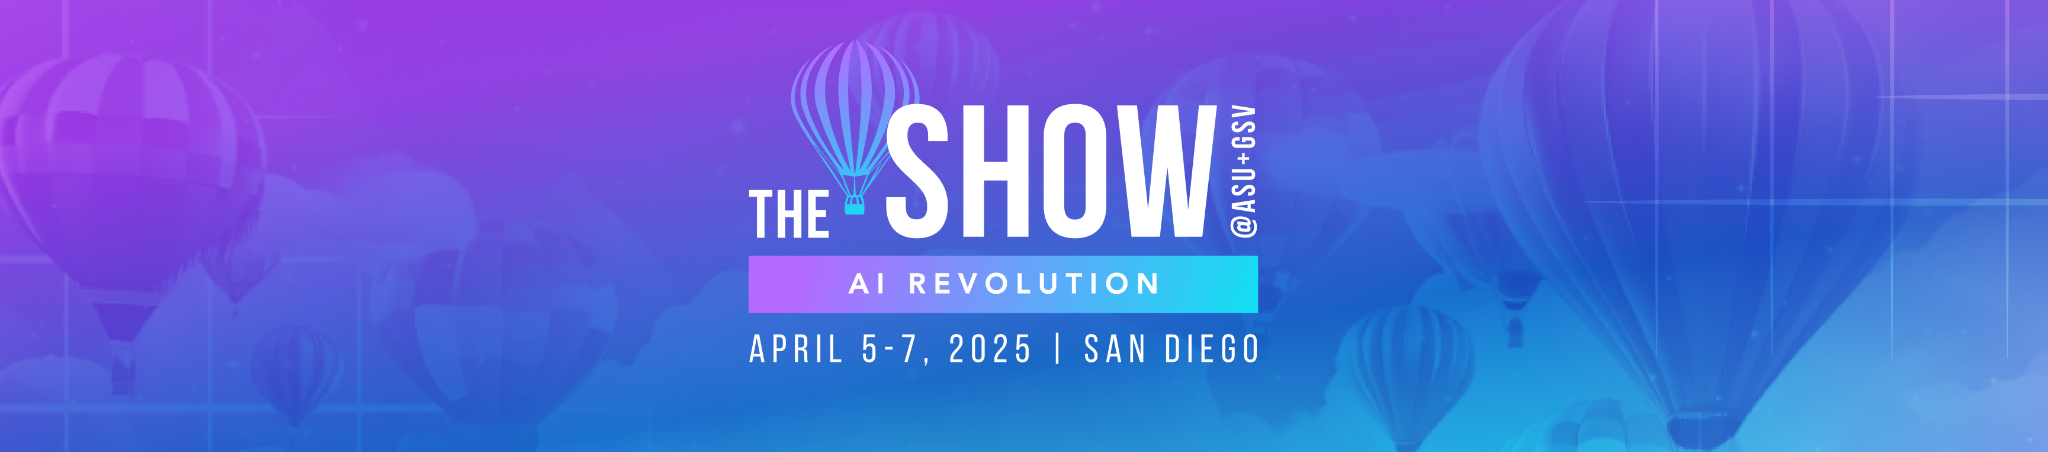 THE SHOW @ASU+GSV
AI REVOLUTION
APRIL 5-7, 2025 | SAN DIEGO